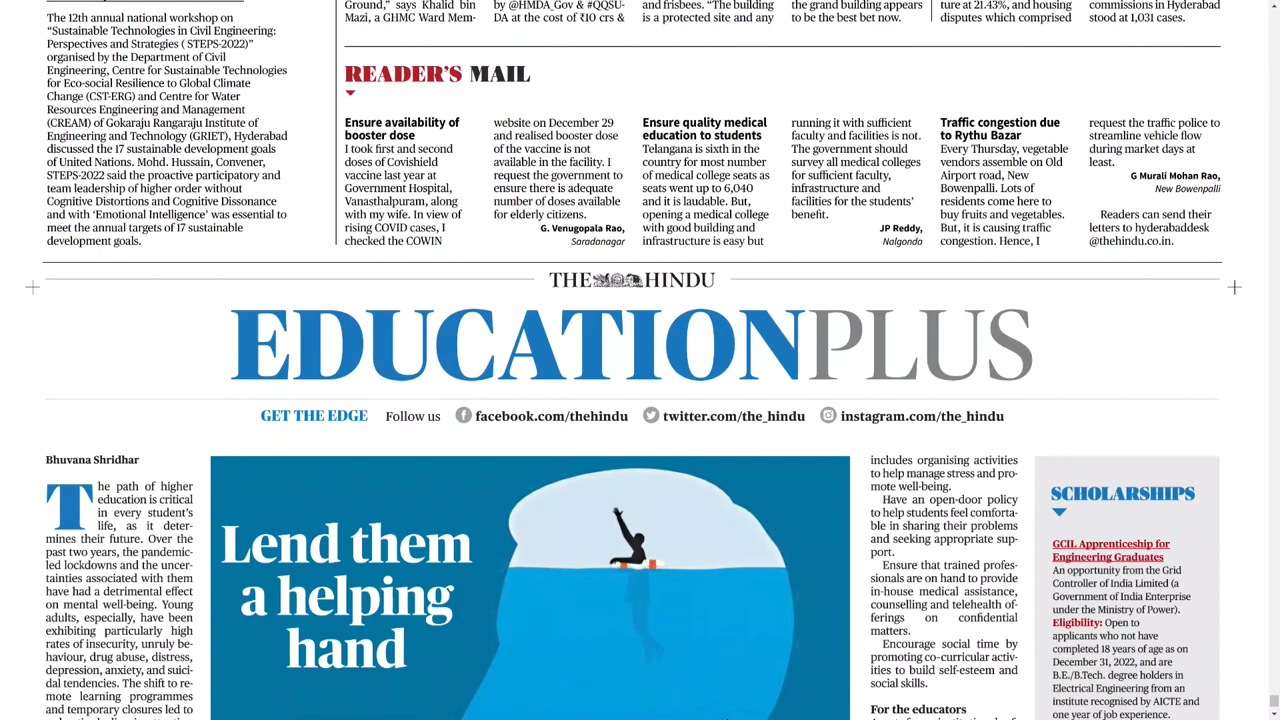 The 12th annual national workshop on
“Sustainable Technologies in Civil Engineering:
Perspectives and Strategies ( STEPS-2022)”
organised by the Department of Civil
Engineering, Centre for Sustainable Technologies
for Eco-social Resilience to Global Climate
Change (CST-ERG) and Centre for Water
Resources Engineering and Management
(CREAM) of Gokaraju Rangaraju Institute of
Engineering and Technology (GRIET), Hyderabad
discussed the 17 sustainable development goals
of United Nations. Mohd. Hussain, Convener,
STEPS-2022 said the proactive participatory and
team leadership of higher order without
Cognitive Distortions and Cognitive Dissonance
and with ‘Emotional Intelligence’ was essential to
meet the annual targets of 17 sustainable
development goals.
Ground,” says Khalid bin
Mazi, a GHMC Ward Mem-
by @HMDA_Gov & #QQSU-
DA at the cost of ₹10 crs &
and frisbees. “The building
is a protected site and any
the grand building appears
to be the best bet now.
ture at 21.43%, and housing
disputes which comprised
commissions in Hyderabad
stood at 1,031 cases.
READER’S MAIL
Ensure availability of
booster dose
I took first and second
doses of Covishield
vaccine last year at
Government Hospital,
Vanasthalpuram, along
with my wife. In view of
rising COVID cases, I
checked the COWIN
website on December 29
and realised booster dose
of the vaccine is not
available in the facility. I
request the government to
ensure there is adequate
number of doses available
for elderly citizens.
G. Venugopala Rao,
Saradanagar
Ensure quality medical
education to students
Telangana is sixth in the
country for most number
of medical college seats as
seats went up to 6,040
and it is laudable. But,
opening a medical college
with good building and
infrastructure is easy but
running it with sufficient
faculty and facilities is not.
The government should
survey all medical colleges
for sufficient faculty,
infrastructure and
facilities for the students’
benefit.
JP Reddy,
Nalgonda
Traffic congestion due
to Rythu Bazar
Every Thursday, vegetable
vendors assemble on Old
Airport road, New
Bowenpalli. Lots of
residents come here to
buy fruits and vegetables.
But, it is causing traffic
congestion. Hence, I
request the traffic police to
streamline vehicle flow
during market days at
least.
G Murali Mohan Rao,
New Bowenpalli
Readers can send their
letters to hyderabaddesk
@thehindu.co.in.
THE HINDU
EDUCATIONPLUS
GET THE EDGE Follow us facebook.com/thehindu twitter.com/the_hindu instagram.com/the_hindu
Bhuvana Shridhar
The path of higher
education is critical
in every student’s
life, as it deter-
mines their future. Over the
past two years, the pandemic-
led lockdowns and the uncer-
tainties associated with them
have had a detrimental effect
on mental well-being. Young
adults, especially, have been
exhibiting particularly high
rates of insecurity, unruly be-
haviour, drug abuse, distress,
depression, anxiety, and suici-
dal tendencies. The shift to re-
mote learning programmes
and temporary closures led to
Lend them
a helping
hand
includes organising activities
to help manage stress and pro-
mote well-being.
Have an open-door policy
to help students feel comforta-
ble in sharing their problems
and seeking appropriate sup-
port.
Ensure that trained profes-
sionals are on hand to provide
in-house medical assistance,
counselling and telehealth of-
ferings on confidential
matters.
Encourage social time by
promoting co-curricular activ-
ities to build self-esteem and
social skills.
For the educators
SCHOLARSHIPS
GCIL Apprenticeship for
Engineering Graduates
An opportunity from the Grid
Controller of India Limited (a
Government of India Enterprise
under the Ministry of Power).
Eligibility: Open to
applicants who not have
completed 18 years of age as on
December 31, 2022, and are
B.E./B.Tech. degree holders in
Electrical Engineering from an
institute recognised by AICTE and
one year of job experience.